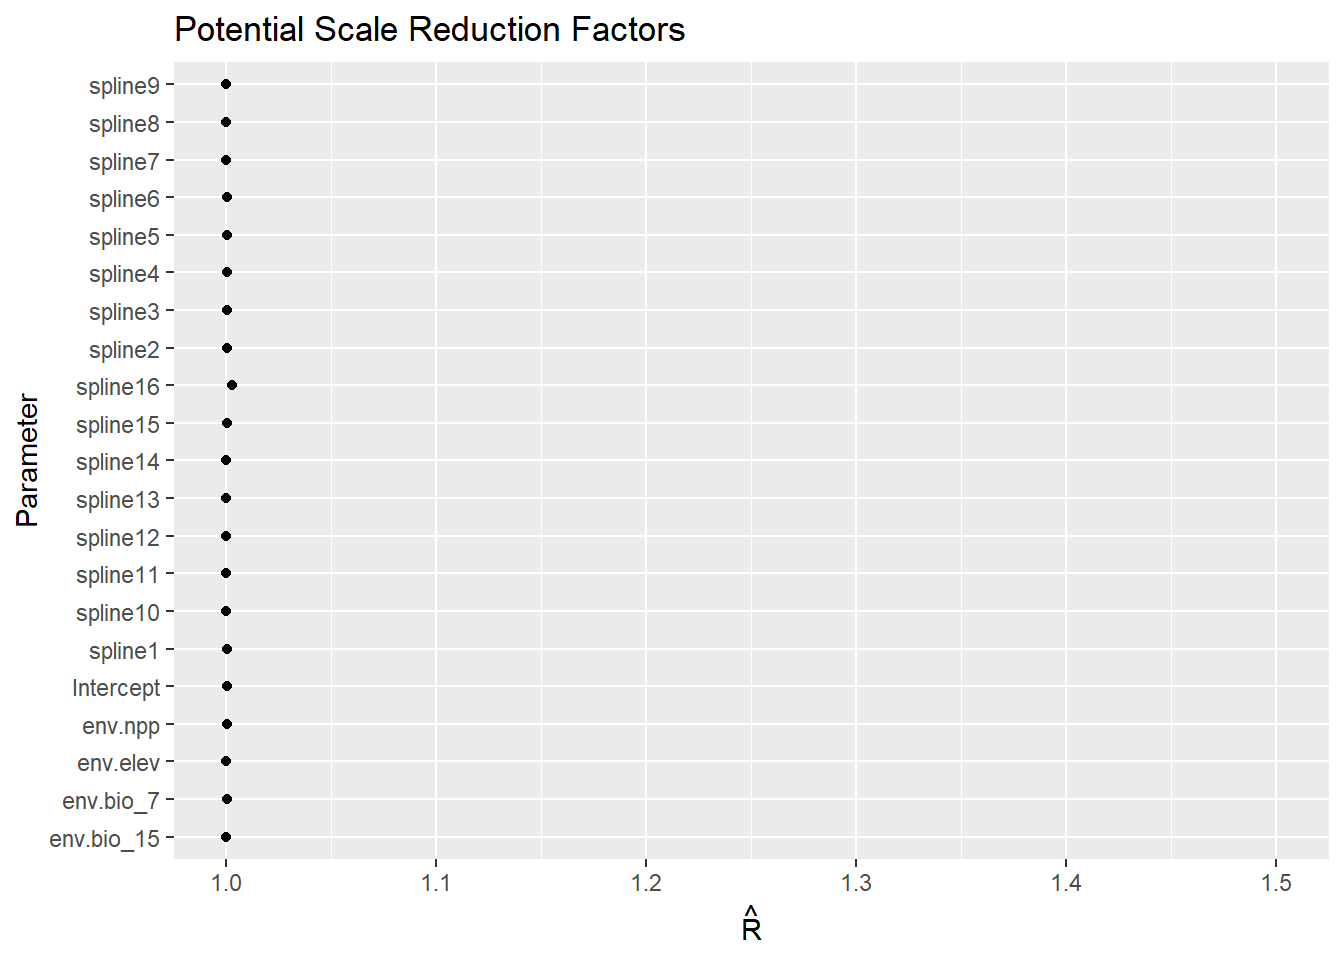 Potential Scale Reduction Factors
Parameter
spline9
spline8
spline7
spline6
spline5
spline4
spline3
spline2
spline16
spline15
spline14
spline13
spline12
spline11
spline10
spline1
Intercept
env.npp
env.elev
env.bio_7
env.bio_15
1.0 1.1 1.2 1.3 1.4 1.5
R̂